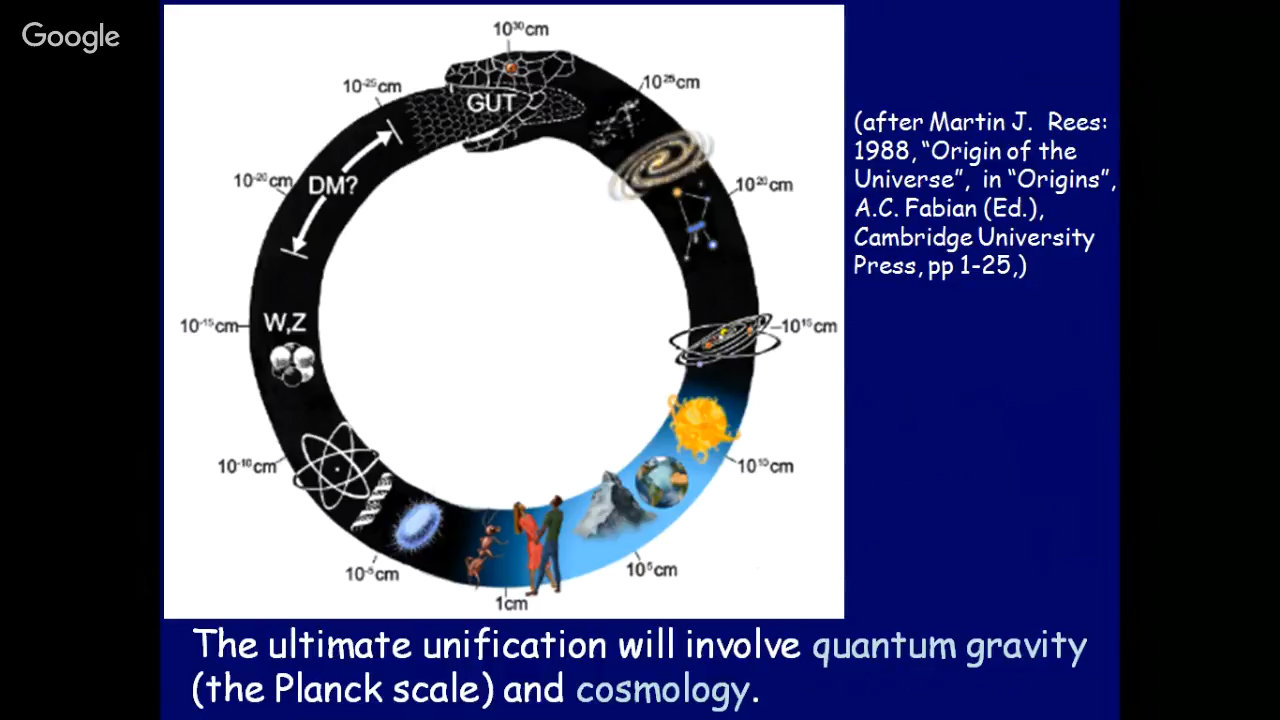 Google
10³⁰cm
10⁻²⁵cm
10²⁵cm
GUT
10⁻²⁰cm
DM?
10²⁰cm
10⁻¹⁵cm
W,Z
10¹⁵cm
10⁻¹⁰cm
10¹⁰cm
10⁻⁵cm
10⁵cm
1cm
(after Martin J. Rees:
1988, “Origin of the
Universe”, in “Origins”,
A.C. Fabian (Ed.),
Cambridge University
Press, pp 1-25,)
The ultimate unification will involve quantum gravity
(the Planck scale) and cosmology.